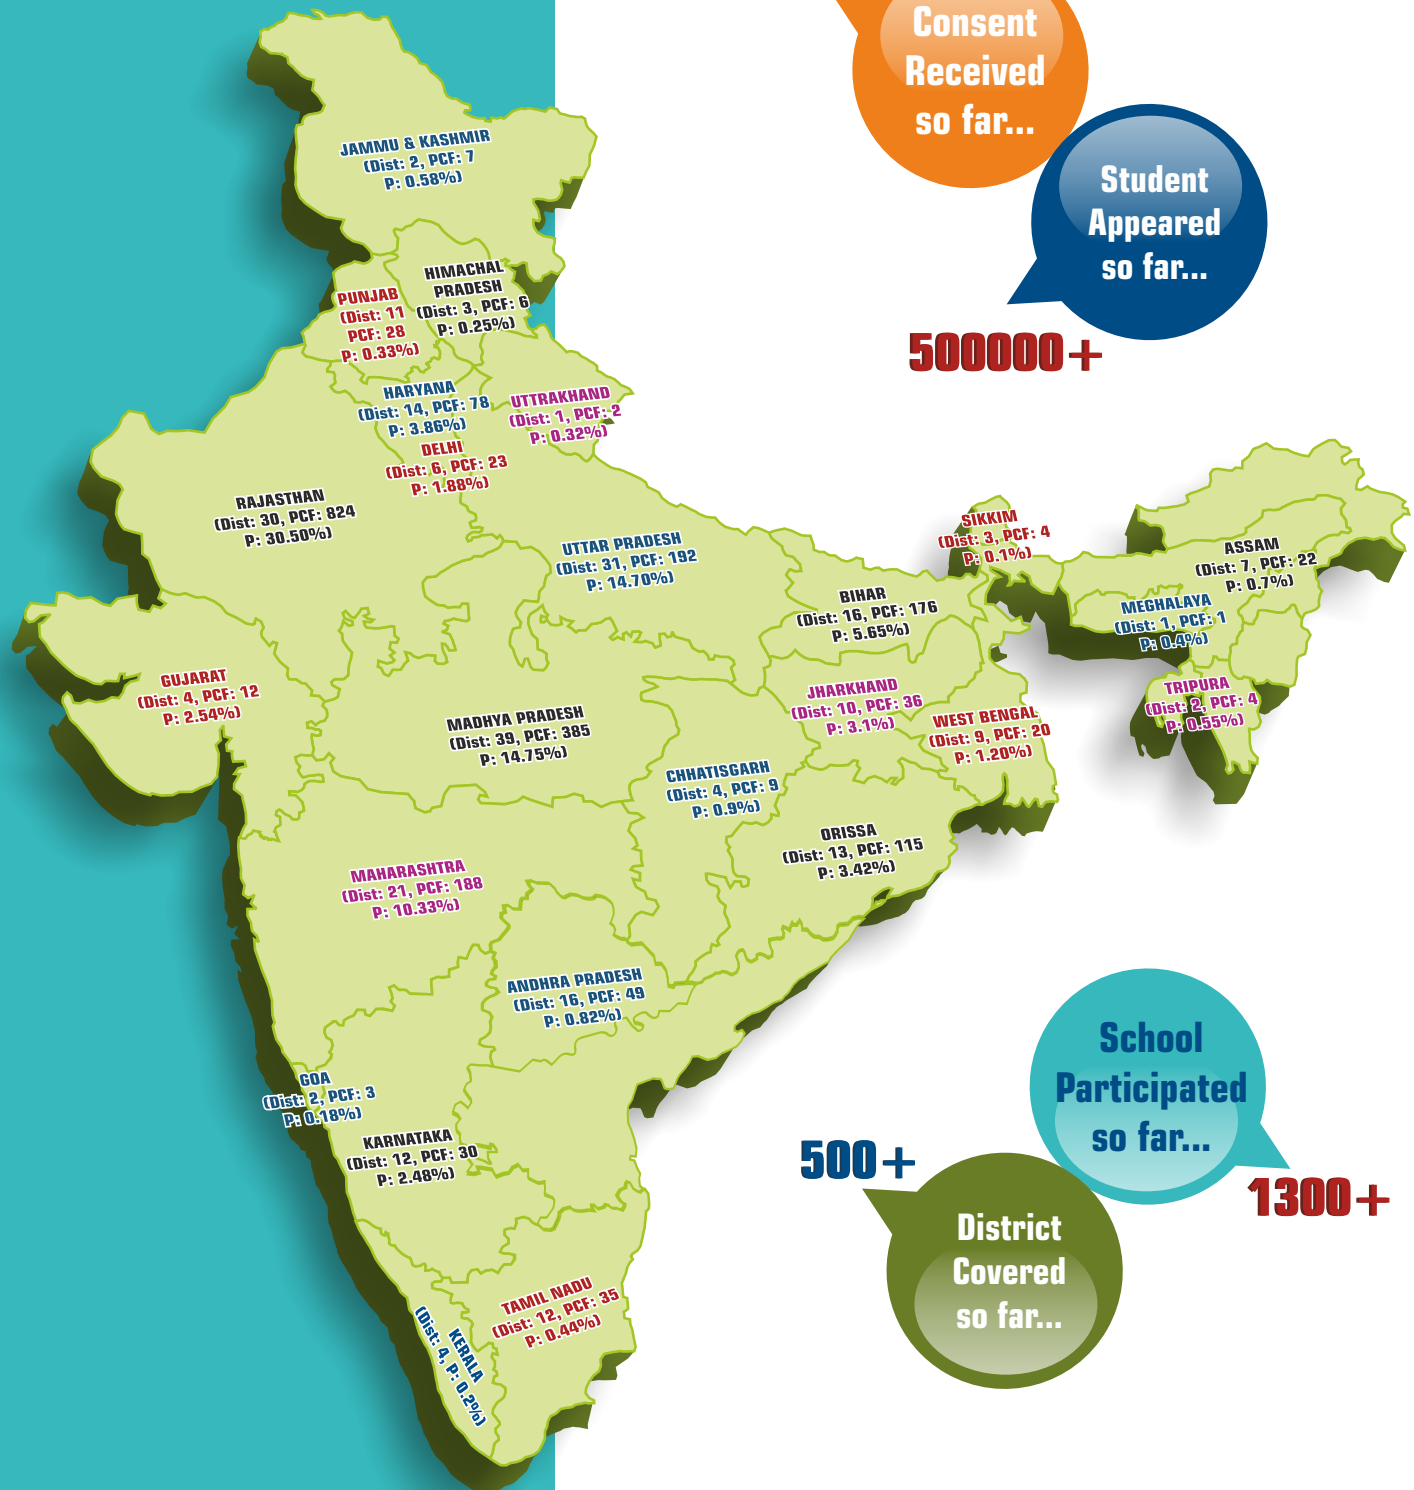 Consent
Received
so far...
Student
Appeared
so far...
500000+
JAMMU & KASHMIR
(Dist: 2, PCF: 7
P: 0.58%)
HIMACHAL
PRADESH
(Dist: 3, PCF: 6
P: 0.25%)
PUNJAB
(Dist: 11
PCF: 28
P: 0.33%)
HARYANA
(Dist: 14, PCF: 78
P: 3.86%)
UTTRAKHAND
(Dist: 1, PCF: 2
P: 0.32%)
DELHI
(Dist: 6, PCF: 23
P: 1.88%)
RAJASTHAN
(Dist: 30, PCF: 824
P: 30.50%)
UTTAR PRADESH
(Dist: 31, PCF: 192
P: 14.70%)
SIKKIM
(Dist: 3, PCF: 4
P: 0.1%)
ASSAM
(Dist: 7, PCF: 22
P: 0.7%)
BIHAR
(Dist: 16, PCF: 176
P: 5.65%)
MEGHALAYA
(Dist: 1, PCF: 1
P: 0.4%)
GUJARAT
(Dist: 4, PCF: 12
P: 2.54%)
MADHYA PRADESH
(Dist: 39, PCF: 385
P: 14.75%)
JHARKHAND
(Dist: 10, PCF: 36
P: 3.1%)
WEST BENGAL
(Dist: 9, PCF: 20
P: 1.20%)
TRIPURA
(Dist: 2, PCF: 4
P: 0.55%)
CHHATISGARH
(Dist: 4, PCF: 9
P: 0.9%)
ORISSA
(Dist: 13, PCF: 115
P: 3.42%)
MAHARASHTRA
(Dist: 21, PCF: 188
P: 10.33%)
ANDHRA PRADESH
(Dist: 16, PCF: 49
P: 0.82%)
GOA
(Dist: 2, PCF: 3
P: 0.18%)
KARNATAKA
(Dist: 12, PCF: 30
P: 2.48%)
TAMIL NADU
(Dist: 12, PCF: 35
P: 0.44%)
KERALA
(Dist: 4, P: 0.2%)
School
Participated
so far...
1300+
500+
District
Covered
so far...